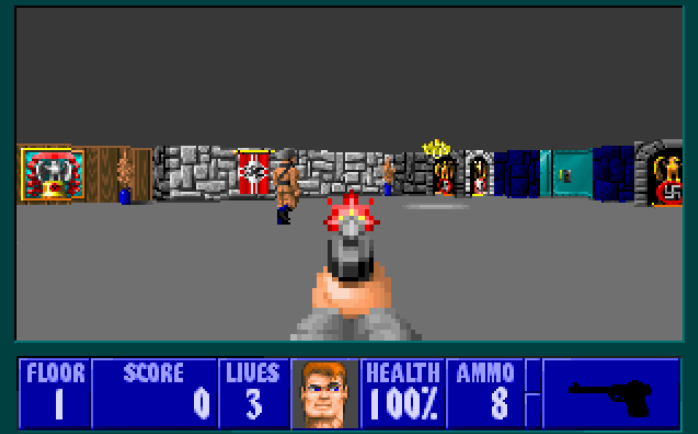 FLOOR SCORE LIVES HEALTH AMMO
1 0 3 100% 8